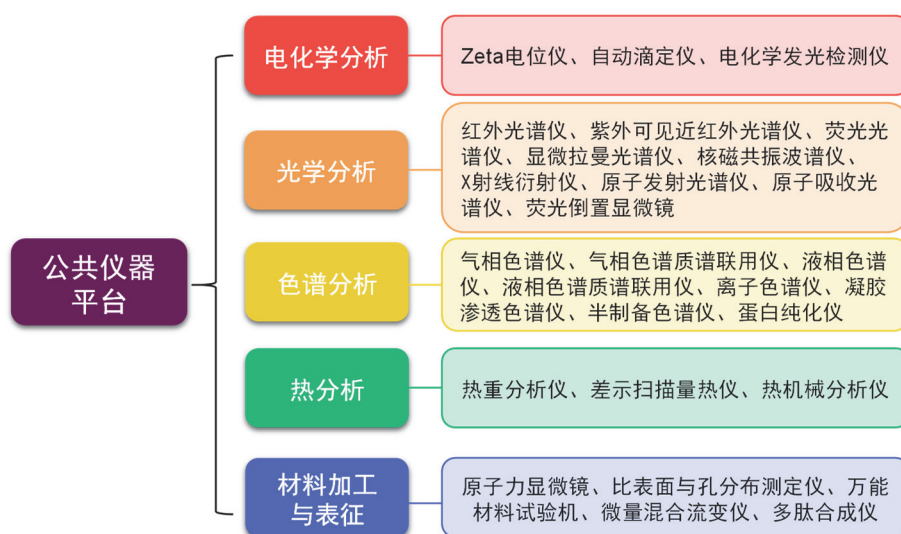 公共仪器
平台
电化学分析
Zeta电位仪、自动滴定仪、电化学发光检测仪
光学分析
红外光谱仪、紫外可见近红外光谱仪、荧光光
谱仪、显微拉曼光谱仪、核磁共振波谱仪、
X射线衍射仪、原子发射光谱仪、原子吸收光
谱仪、荧光倒置显微镜
色谱分析
气相色谱仪、气相色谱质谱联用仪、液相色谱
仪、液相色谱质谱联用仪、离子色谱仪、凝胶
渗透色谱仪、半制备色谱仪、蛋白纯化仪
热分析
热重分析仪、差示扫描量热仪、热机械分析仪
材料加工
与表征
原子力显微镜、比表面与孔分布测定仪、万能
材料试验机、微量混合流变仪、多肽合成仪